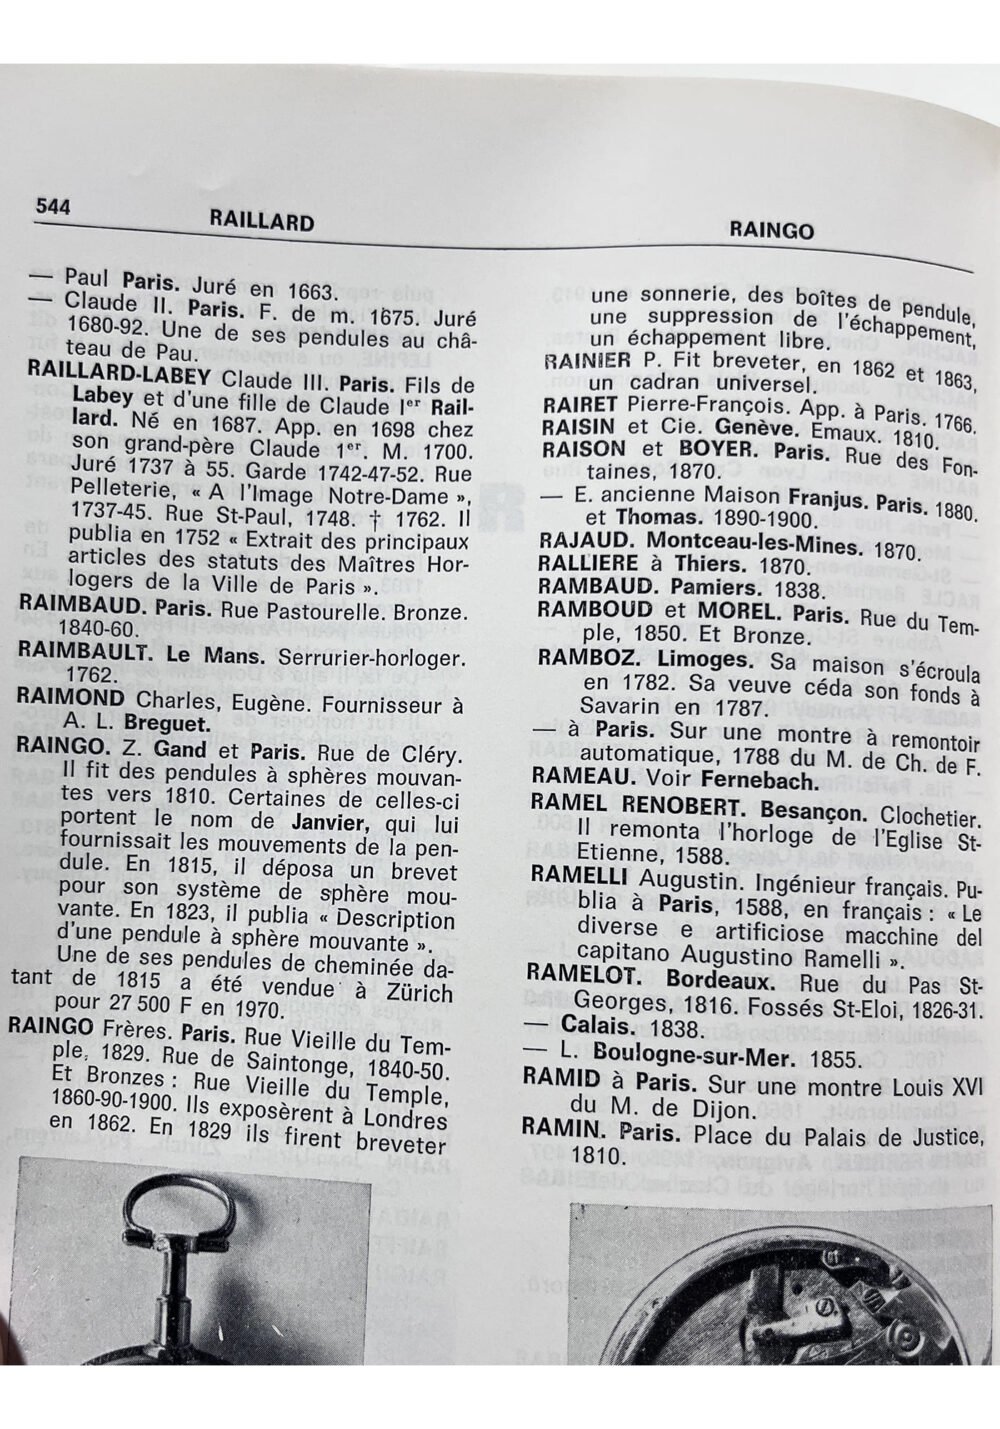 544
RAILLARD
RAINGO
— Paul Paris. Juré en 1663.
— Claude II. Paris. F. de m. 1675. Juré
1680-92. Une de ses pendules au châ-
teau de Pau.
RAILLARD-LABEY Claude III. Paris. Fils de
Labey et d'une fille de Claude Ier Rail-
lard. Né en 1687. App. en 1698 chez
son grand-père Claude 1er. M. 1700.
Juré 1737 à 55. Garde 1742-47-52. Rue
Pelleterie, « A l'Image Notre-Dame »,
1737-45. Rue St-Paul, 1748. † 1762. Il
publia en 1752 « Extrait des principaux
articles des statuts des Maîtres Hor-
logers de la Ville de Paris ».
RAIMBAUD. Paris. Rue Pastourelle. Bronze.
1840-60.
RAIMBAULT. Le Mans. Serrurier-horloger.
1762.
RAIMOND Charles, Eugène. Fournisseur à
A. L. Breguet.
RAINGO. Z. Gand et Paris. Rue de Cléry.
Il fit des pendules à sphères mouvan-
tes vers 1810. Certaines de celles-ci
portent le nom de Janvier, qui lui
fournissait les mouvements de la pen-
dule. En 1815, il déposa un brevet
pour son système de sphère mou-
vante. En 1823, il publia « Description
d'une pendule à sphère mouvante ».
Une de ses pendules de cheminée da-
tant de 1815 a été vendue à Zürich
pour 27 500 F en 1970.
RAINGO Frères. Paris. Rue Vieille du Tem-
ple, 1829. Rue de Saintonge, 1840-50.
Et Bronzes : Rue Vieille du Temple,
1860-90-1900. Ils exposèrent à Londres
en 1862. En 1829 ils firent breveter
une sonnerie, des boîtes de pendule,
une suppression de l'échappement,
un échappement libre.
RAINIER P. Fit breveter, en 1862 et 1863,
un cadran universel.
RAIRET Pierre-François. App. à Paris. 1766.
RAISIN et Cie. Genève. Emaux. 1810.
RAISON et BOYER. Paris. Rue des Fon-
taines, 1870.
— E. ancienne Maison Franjus. Paris. 1880.
et Thomas. 1890-1900.
RAJAUD. Montceau-les-Mines. 1870.
RALLIERE à Thiers. 1870.
RAMBAUD. Pamiers. 1838.
RAMBOUD et MOREL. Paris. Rue du Tem-
ple, 1850. Et Bronze.
RAMBOZ. Limoges. Sa maison s'écroula
en 1782. Sa veuve céda son fonds à
Savarin en 1787.
— à Paris. Sur une montre à remontoir
automatique, 1788 du M. de Ch. de F.
RAMEAU. Voir Fernebach.
RAMEL RENOBERT. Besançon. Clochetier.
Il remonta l'horloge de l'Eglise St-
Etienne, 1588.
RAMELLI Augustin. Ingénieur français. Pu-
blia à Paris, 1588, en français : « Le
diverse e artificiose macchine del
capitano Augustino Ramelli ».
RAMELOT. Bordeaux. Rue du Pas St-
Georges, 1816. Fossés St-Eloi, 1826-31.
— Calais. 1838.
— L. Boulogne-sur-Mer. 1855.
RAMID à Paris. Sur une montre Louis XVI
du M. de Dijon.
RAMIN. Paris. Place du Palais de Justice,
1810.